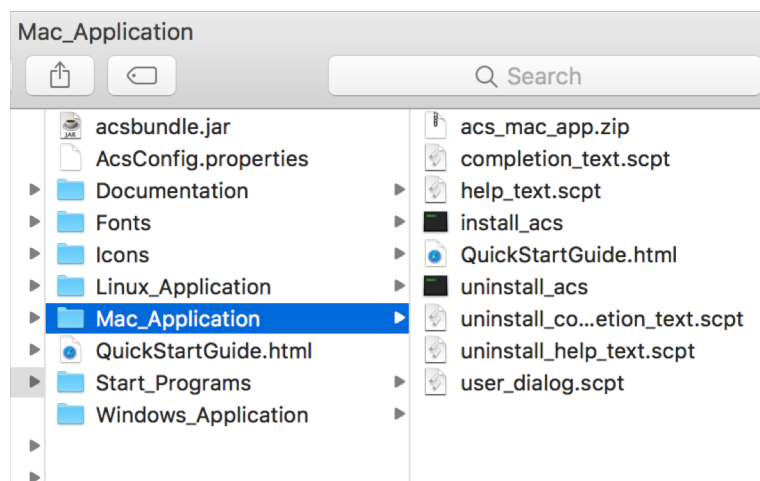 Mac_Application
Search
acsbundle.jar
AcsConfig.properties
Documentation
Fonts
Icons
Linux_Application
Mac_Application
QuickStartGuide.html
Start_Programs
Windows_Application
acs_mac_app.zip
completion_text.scpt
help_text.scpt
install_acs
QuickStartGuide.html
uninstall_acs
uninstall_co...etion_text.scpt
uninstall_help_text.scpt
user_dialog.scpt